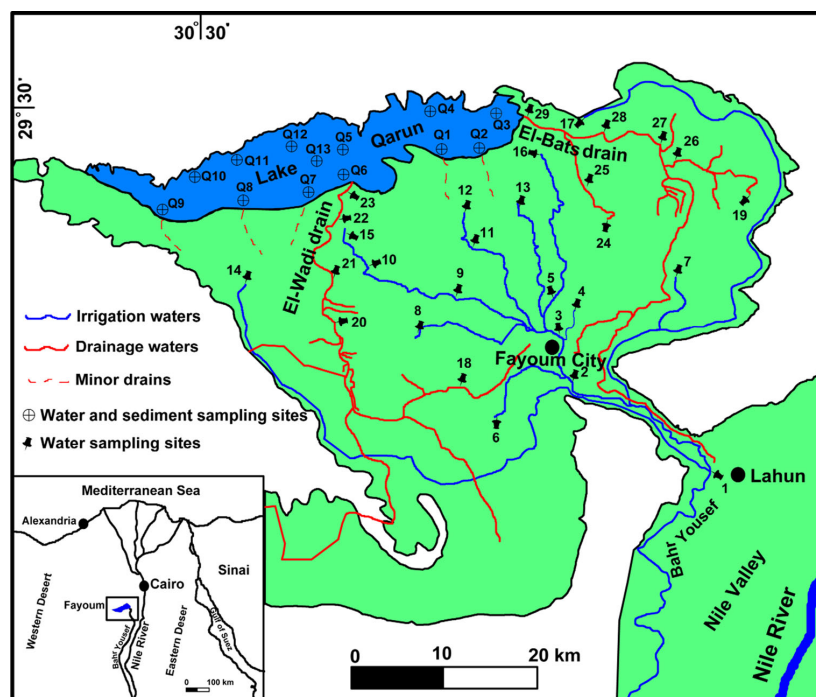 30 30'
29 30'
Q12
Q5
Q4
Q3
Q13
Qarun
Q1
Q2
Q11
Lake
Q6
Q10
Q7
Q9
Q8
29
17
28
27
26
El-Bats drain
16
25
19
24
23
22
15
12
13
11
10
El-Wadi drain
21
14
9
5
4
7
8
3
20
Fayoum City
18
2
6
1
Lahun
Bahr Yousef
Nile Valley
Nile River
Irrigation waters
Drainage waters
Minor drains
Water and sediment sampling sites
Water sampling sites
Mediterranean Sea
Alexandria
Cairo
Sinai
Fayoum
Western Desert
Bahr Yousef
Nile River
Eastern Deser
Gulf of Suez
0 100 km
0 10 20 km